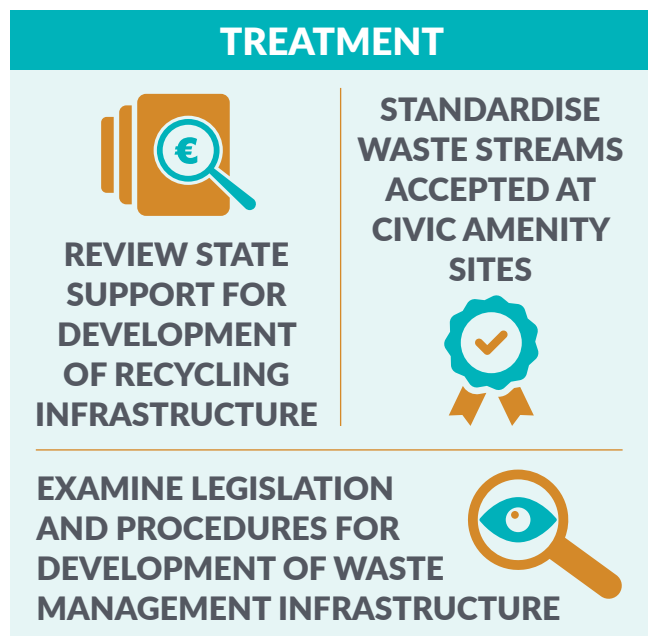 TREATMENT
€
REVIEW STATE
SUPPORT FOR
DEVELOPMENT
OF RECYCLING
INFRASTRUCTURE
STANDARDISE
WASTE STREAMS
ACCEPTED AT
CIVIC AMENITY
SITES
EXAMINE LEGISLATION
AND PROCEDURES FOR
DEVELOPMENT OF WASTE
MANAGEMENT INFRASTRUCTURE